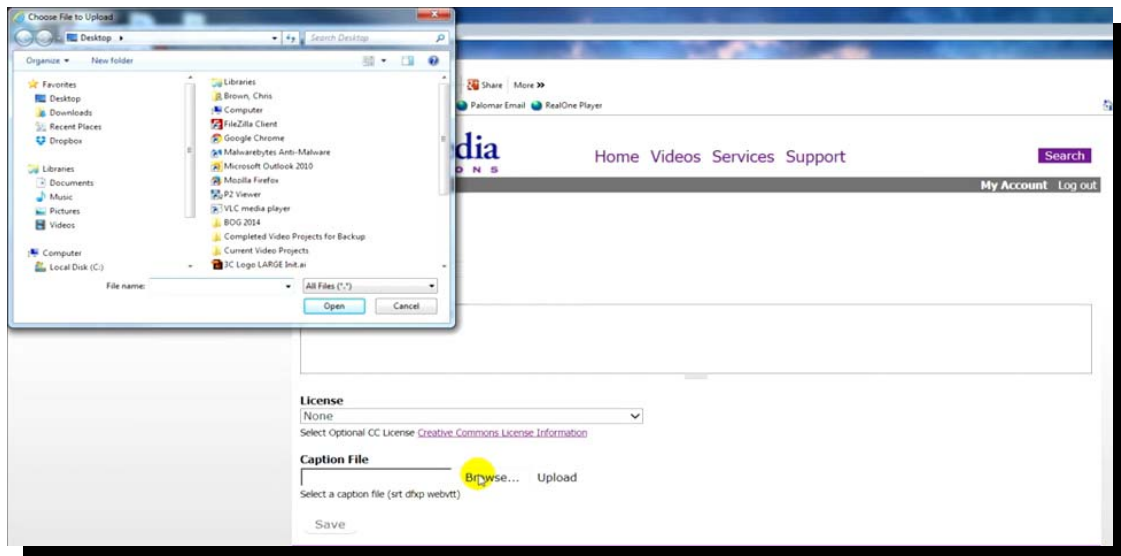 Choose File to Upload
Desktop
Search Desktop
Organize
New folder
Favorites
Desktop
Downloads
Recent Places
Dropbox
Libraries
Documents
Music
Pictures
Videos
Computer
Local Disk (C:)
Libraries
Brown, Chris
Computer
FileZilla Client
Google Chrome
Malwarebytes Anti-Malware
Microsoft Outlook 2010
Mozilla Firefox
P2 Viewer
VLC media player
BOG 2014
Completed Video Projects for Backup
Current Video Projects
3C Logo LARGE Init.ai
File name:
All Files (*.*)
Open Cancel
Share More »
Palomar Email RealOne Player
dia
O N S
Home Videos Services Support
Search
My Account Log out
License
None
Select Optional CC License Creative Commons License Information
Caption File
Browse... Upload
Select a caption file (srt dfxp webvtt)
Save